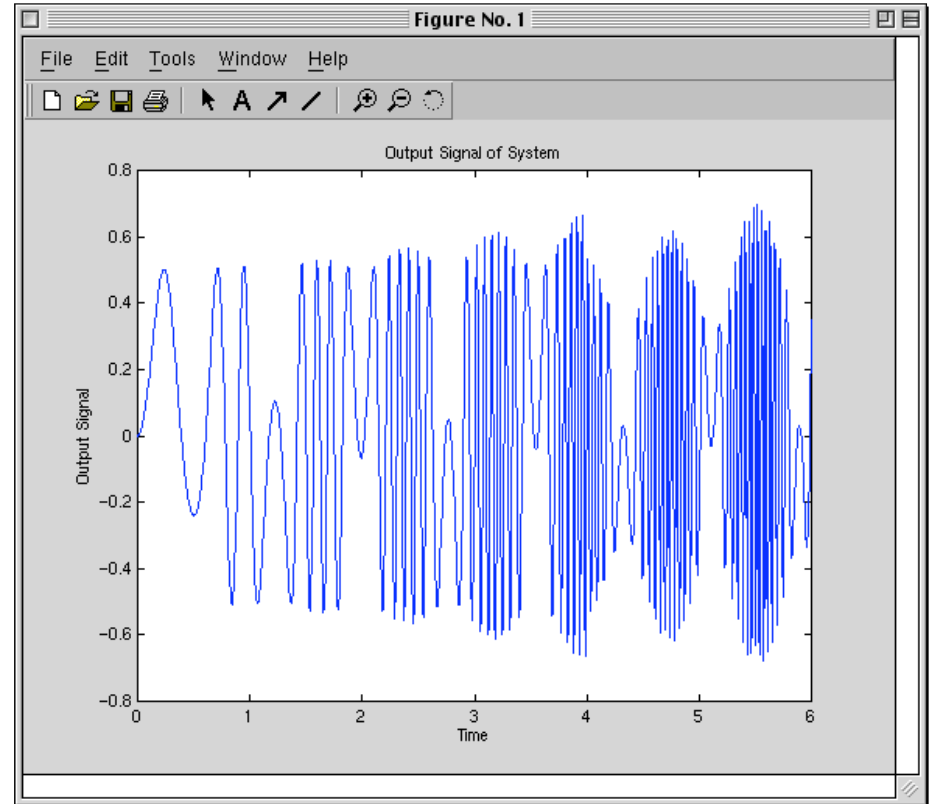 Figure No. 1
File Edit Tools Window Help
A
Output Signal of System
0.8
0.6
0.4
0.2
0
−0.2
−0.4
−0.6
−0.8
Output Signal
0 1 2 3 4 5 6
Time